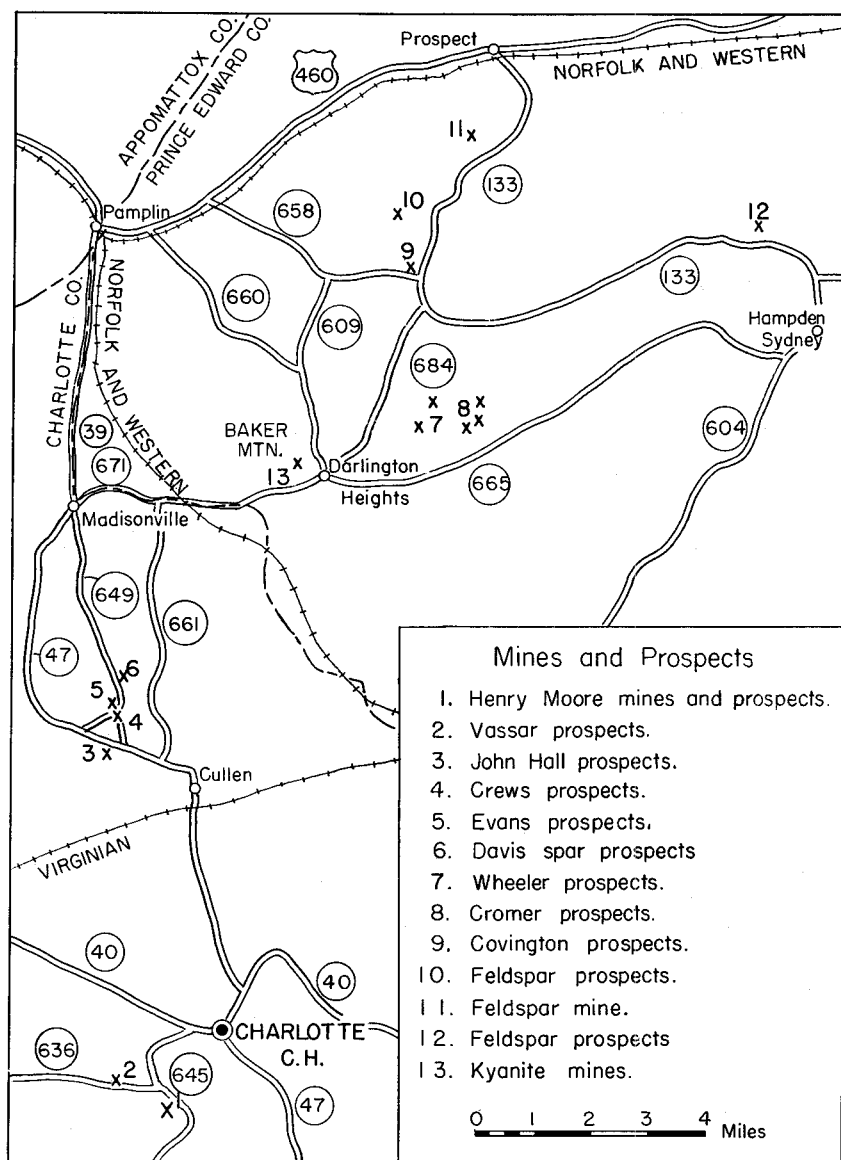 Prospect
APPOMATTOX CO.
PRINCE EDWARD CO.
460
NORFOLK AND WESTERN
11
133
10
12
Pamplin
658
9
133
660
609
Hampden
Sydney
CHARLOTTE CO.
NORFOLK AND WESTERN
684
8
7
604
39
BAKER
MTN.
671
13
Darlington
Heights
665
Madisonville
649
661
47
6
5
4
3
Cullen
VIRGINIAN
40
40
CHARLOTTE
C.H.
636
2
645
1
47
Mines and Prospects
1. Henry Moore mines and prospects.
2. Vassar prospects.
3. John Hall prospects.
4. Crews prospects.
5. Evans prospects.
6. Davis spar prospects
7. Wheeler prospects.
8. Cromer prospects.
9. Covington prospects.
10. Feldspar prospects.
11. Feldspar mine.
12. Feldspar prospects
13. Kyanite mines.
0 1 2 3 4
Miles